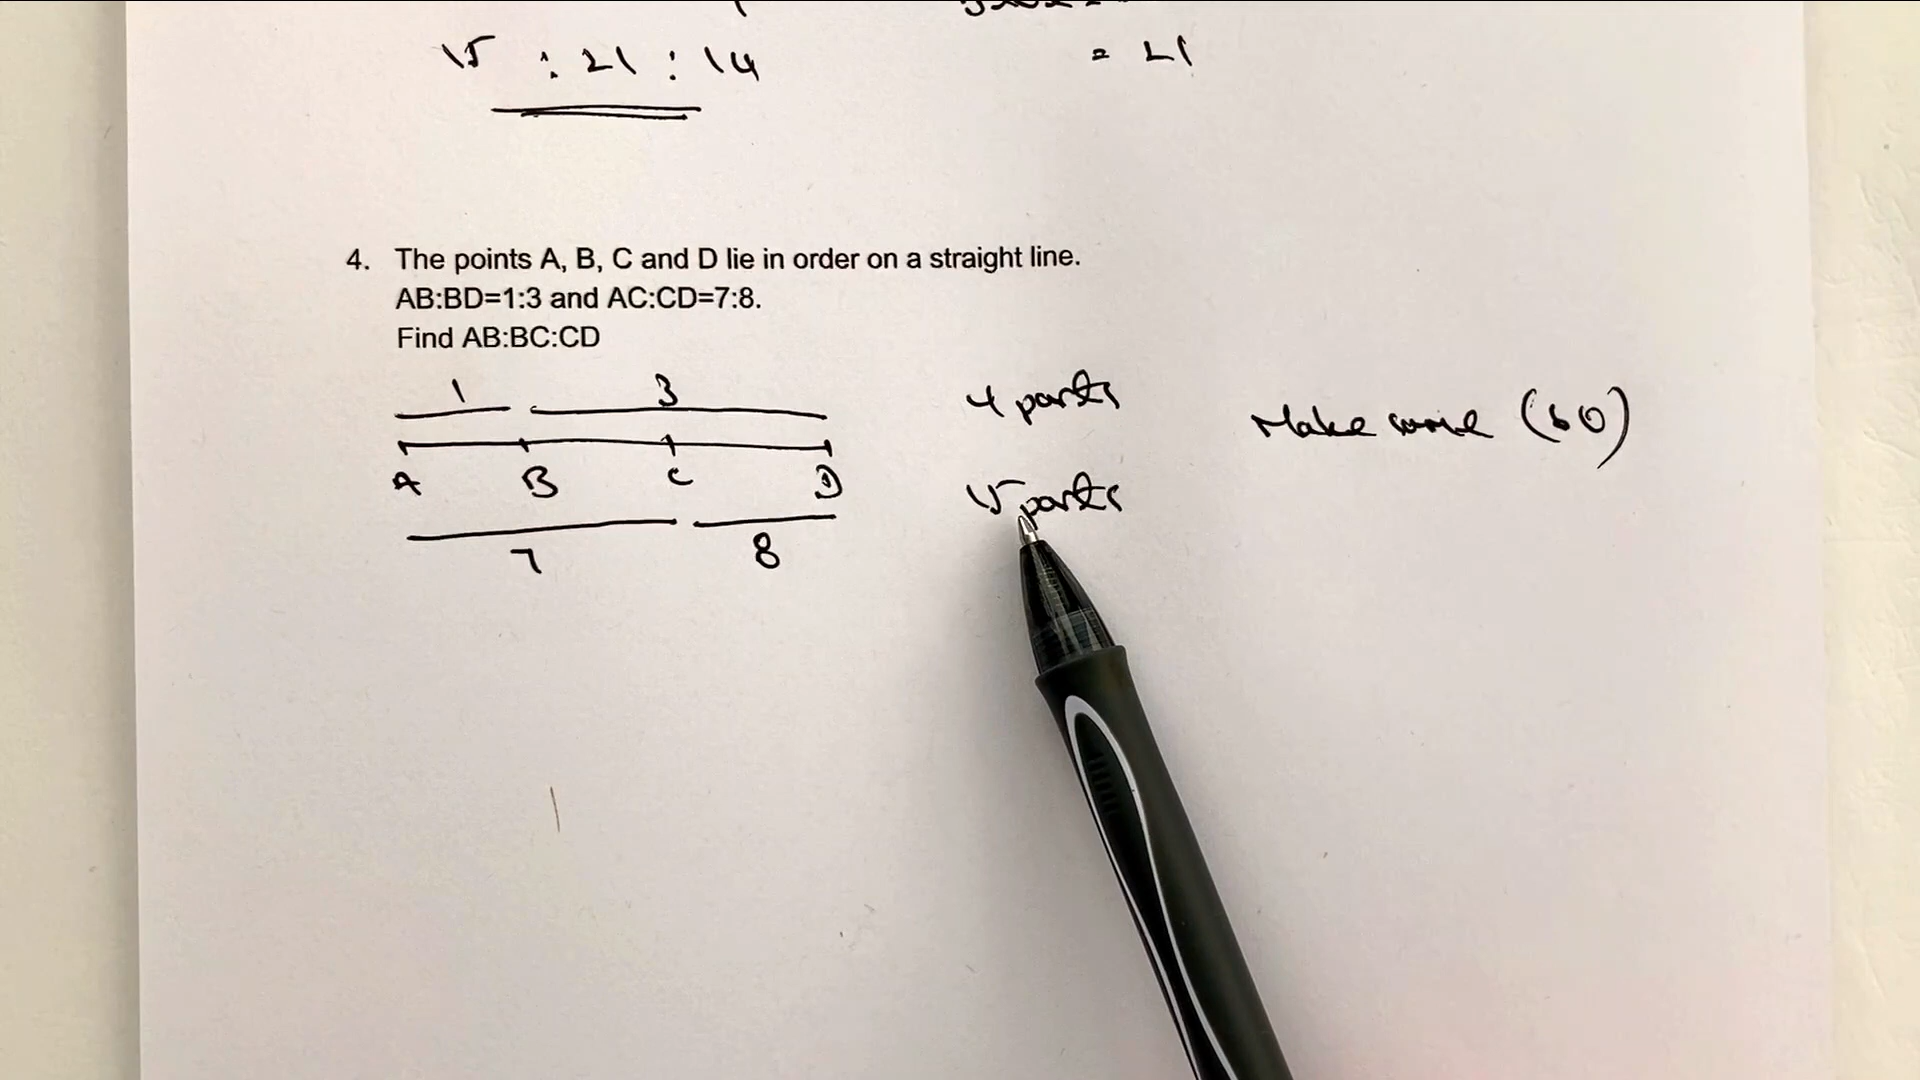 15 : 21 : 14
= 21
4. The points A, B, C and D lie in order on a straight line.
AB:BD=1:3 and AC:CD=7:8.
Find AB:BC:CD
1 3
4 parts
Make (60)
A B C D
15 parts
7 8